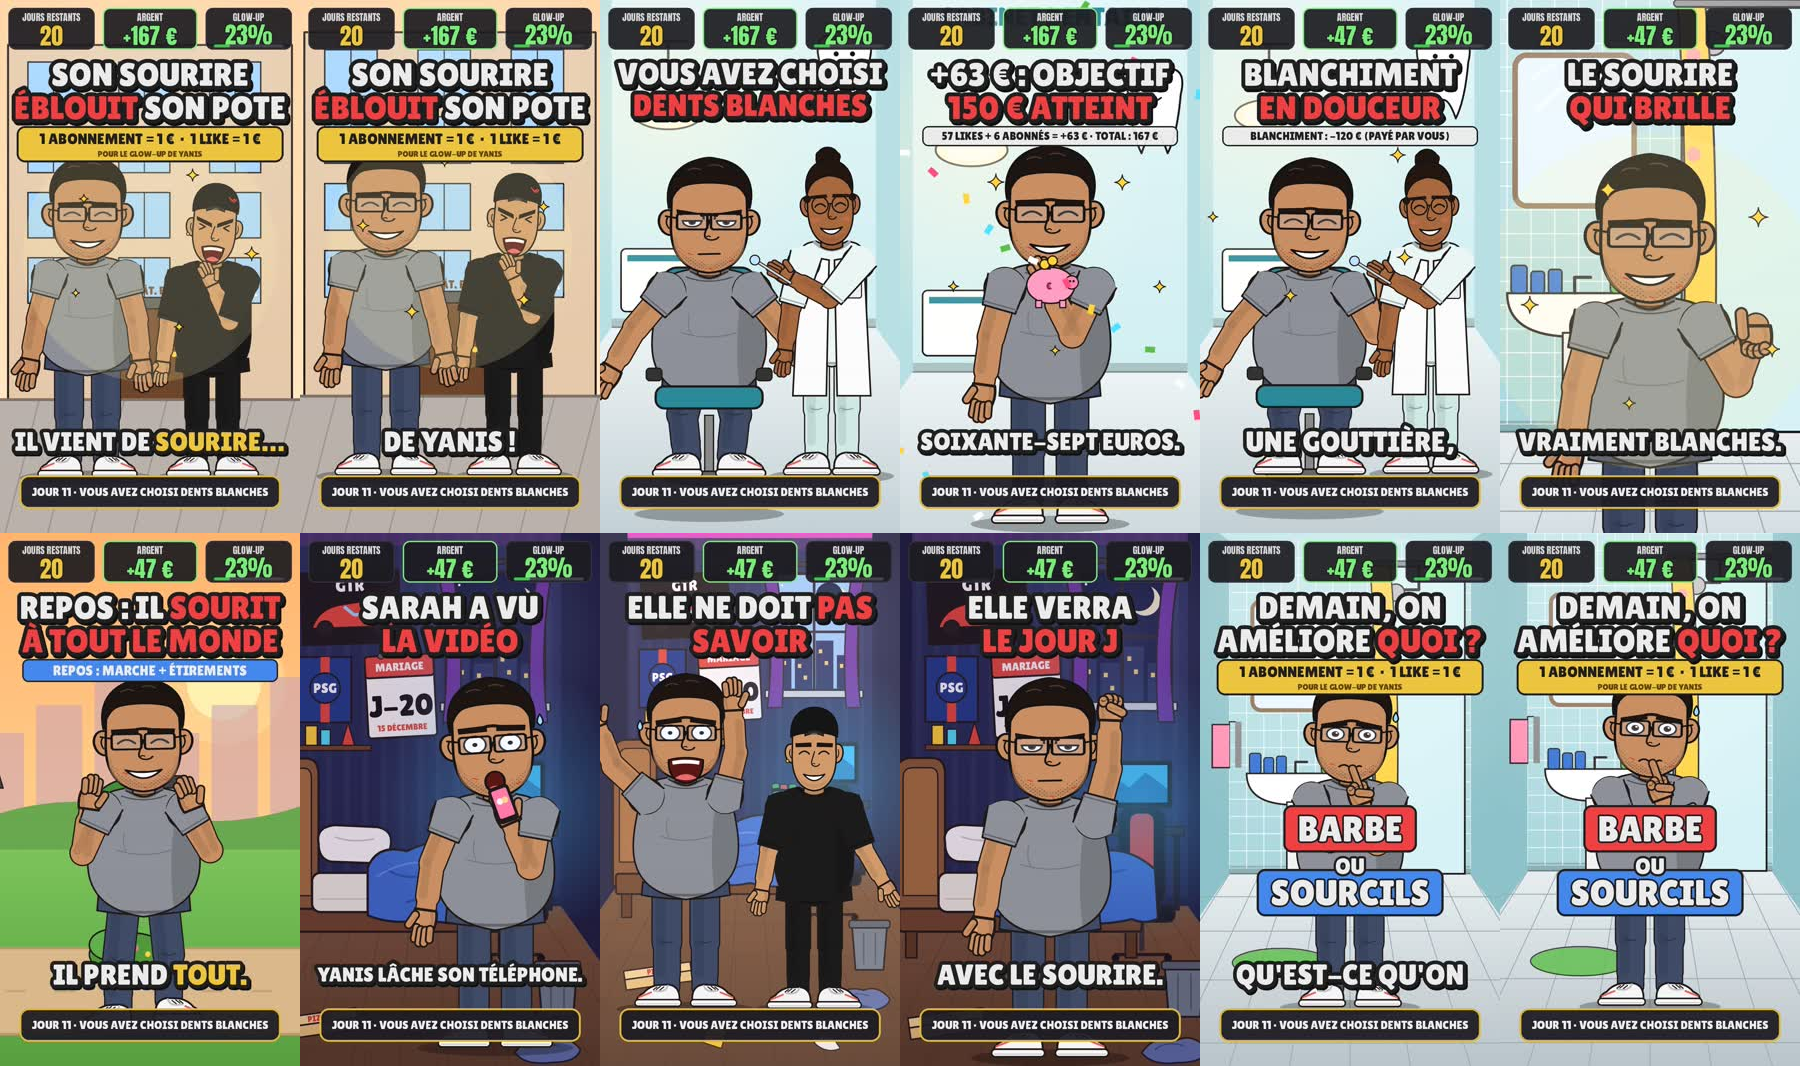 JOURS RESTANTS
20
ARGENT
+167 €
GLOW-UP
23%
SON SOURIRE
ÉBLOUIT SON POTE
1 ABONNEMENT = 1 € · 1 LIKE = 1 €
POUR LE GLOW-UP DE YANIS
IL VIENT DE SOURIRE...
JOUR 11 · VOUS AVEZ CHOISI DENTS BLANCHES
JOURS RESTANTS
20
ARGENT
+167 €
GLOW-UP
23%
SON SOURIRE
ÉBLOUIT SON POTE
1 ABONNEMENT = 1 € · 1 LIKE = 1 €
POUR LE GLOW-UP DE YANIS
DE YANIS !
JOUR 11 · VOUS AVEZ CHOISI DENTS BLANCHES
JOURS RESTANTS
20
ARGENT
+167 €
GLOW-UP
23%
VOUS AVEZ CHOISI
DENTS BLANCHES
JOUR 11 · VOUS AVEZ CHOISI DENTS BLANCHES
JOURS RESTANTS
20
ARGENT
+167 €
GLOW-UP
23%
+63 € : OBJECTIF
150 € ATTEINT
57 LIKES + 6 ABONNÉS = +63 € · TOTAL : 167 €
€
SOIXANTE-SEPT EUROS.
JOUR 11 · VOUS AVEZ CHOISI DENTS BLANCHES
JOURS RESTANTS
20
ARGENT
+47 €
GLOW-UP
23%
BLANCHIMENT
EN DOUCEUR
BLANCHIMENT : -120 € (PAYÉ PAR VOUS)
UNE GOUTTIÈRE,
JOUR 11 · VOUS AVEZ CHOISI DENTS BLANCHES
JOURS RESTANTS
20
ARGENT
+47 €
GLOW-UP
23%
LE SOURIRE
QUI BRILLE
VRAIMENT BLANCHES.
JOUR 11 · VOUS AVEZ CHOISI DENTS BLANCHES
JOURS RESTANTS
20
ARGENT
+47 €
GLOW-UP
23%
REPOS : IL SOURIT
À TOUT LE MONDE
REPOS : MARCHE + ÉTIREMENTS
IL PREND TOUT.
JOUR 11 · VOUS AVEZ CHOISI DENTS BLANCHES
JOURS RESTANTS
20
ARGENT
+47 €
GLOW-UP
23%
GTR
SARAH A VU
LA VIDÉO
PSG
MARIAGE
J-20
15 DÉCEMBRE
YANIS LÂCHE SON TÉLÉPHONE.
JOUR 11 · VOUS AVEZ CHOISI DENTS BLANCHES
JOURS RESTANTS
20
ARGENT
+47 €
GLOW-UP
23%
GTR
ELLE NE DOIT PAS
SAVOIR
MARIAGE
JOUR 11 · VOUS AVEZ CHOISI DENTS BLANCHES
JOURS RESTANTS
20
ARGENT
+47 €
GLOW-UP
23%
GTR
ELLE VERRA
LE JOUR J
PSG
MARIAGE
AVEC LE SOURIRE.
JOUR 11 · VOUS AVEZ CHOISI DENTS BLANCHES
JOURS RESTANTS
20
ARGENT
+47 €
GLOW-UP
23%
DEMAIN, ON
AMÉLIORE QUOI ?
1 ABONNEMENT = 1 € · 1 LIKE = 1 €
POUR LE GLOW-UP DE YANIS
BARBE
OU
SOURCILS
QU'EST-CE QU'ON
JOUR 11 · VOUS AVEZ CHOISI DENTS BLANCHES
JOURS RESTANTS
20
ARGENT
+47 €
GLOW-UP
23%
DEMAIN, ON
AMÉLIORE QUOI ?
1 ABONNEMENT = 1 € · 1 LIKE = 1 €
POUR LE GLOW-UP DE YANIS
BARBE
OU
SOURCILS
JOUR 11 · VOUS AVEZ CHOISI DENTS BLANCHES